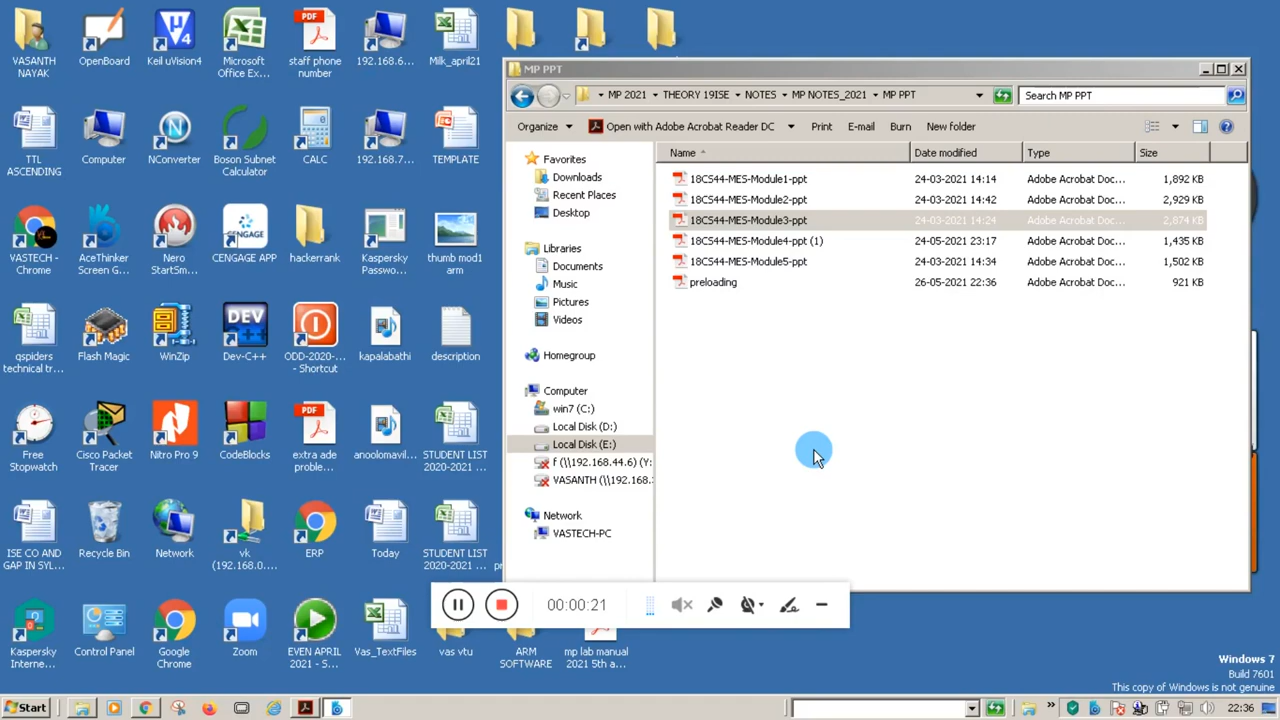 VASANTH
NAYAK
OpenBoard
Keil uVision4
Microsoft
Office Ex...
staff phone
number
192.168.6...
Milk_april21
TTL
ASCENDING
Computer
NConverter
Boson Subnet
Calculator
CALC
192.168.7...
TEMPLATE
VASTECH -
Chrome
AceThinker
Screen G...
Nero
StartSm...
CENGAGE APP
hackerrank
Kaspersky
Passwo...
thumb mod1
arm
qspiders
technical tr...
Flash Magic
WinZip
Dev-C++
ODD-2020-...
- Shortcut
kapalabathi
description
Free
Stopwatch
Cisco Packet
Tracer
Nitro Pro 9
CodeBlocks
extra ade
proble...
anoolomavil...
STUDENT LIST
2020-2021 ...
ISE CO AND
GAP IN SYL...
Recycle Bin
Network
vk
(192.168.0....
ERP
Today
STUDENT LIST
2020-2021 ...
Kaspersky
Interne...
Control Panel
Google
Chrome
Zoom
EVEN APRIL
2021 - S...
Vas_TextFiles
vas vtu
ARM
SOFTWARE
mp lab manual
2021 5th a...
MP PPT
MP 2021 THEORY 19ISE NOTES MP NOTES_2021 MP PPT
Search MP PPT
Organize Open with Adobe Acrobat Reader DC Print E-mail Burn New folder
Favorites
Downloads
Recent Places
Desktop
Libraries
Documents
Music
Pictures
Videos
Homegroup
Computer
win7 (C:)
Local Disk (D:)
Local Disk (E:)
f (\\192.168.44.6) (Y:
VASANTH (\\192.168.
Network
VASTECH-PC
Name Date modified Type Size
18CS44-MES-Module1-ppt 24-03-2021 14:14 Adobe Acrobat Doc... 1,892 KB
18CS44-MES-Module2-ppt 24-03-2021 14:42 Adobe Acrobat Doc... 2,929 KB
18CS44-MES-Module3-ppt 24-03-2021 14:24 Adobe Acrobat Doc... 2,874 KB
18CS44-MES-Module4-ppt (1) 24-05-2021 23:17 Adobe Acrobat Doc... 1,435 KB
18CS44-MES-Module5-ppt 24-03-2021 14:34 Adobe Acrobat Doc... 1,502 KB
preloading 26-05-2021 22:36 Adobe Acrobat Doc... 921 KB
00:00:21
Windows 7
Build 7601
This copy of Windows is not genuine
Start
22:36